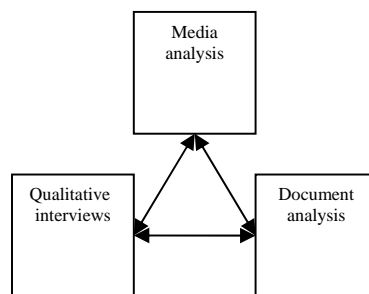 Media
analysis
Qualitative
interviews
Document
analysis